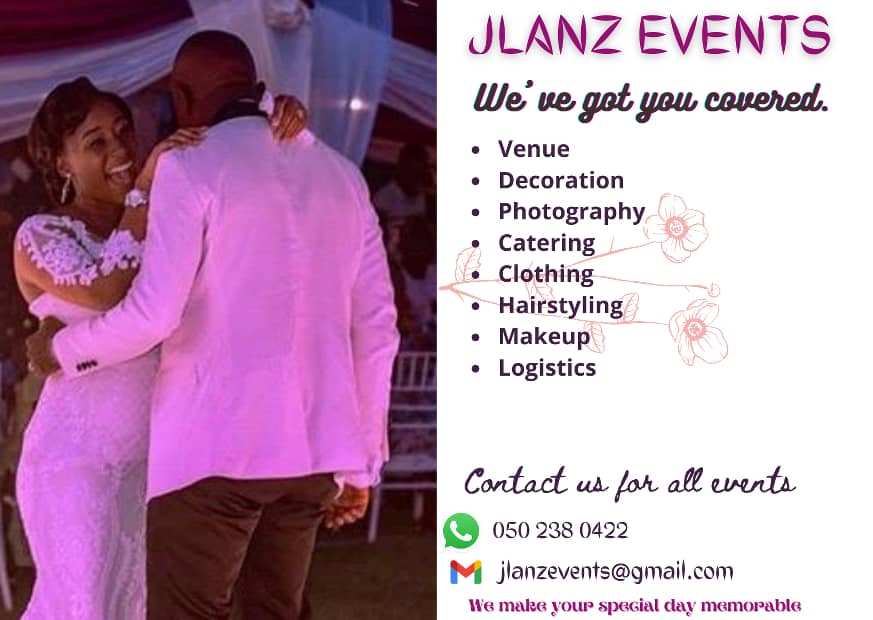 JLANZ EVENTS
We've got you covered.
• Venue
• Decoration
• Photography
• Catering
• Clothing
• Hairstyling
• Makeup
• Logistics
Contact us for all events
050 238 0422
jlanzevents@gmail.com
We make your special day memorable